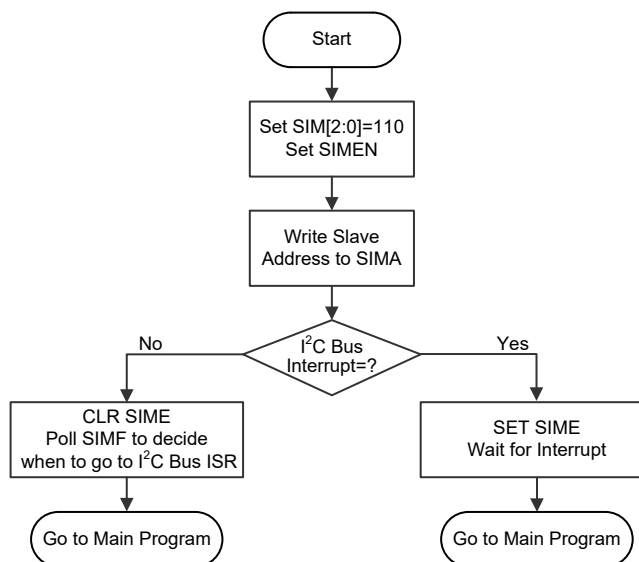 Start
Set SIM[2:0]=110
Set SIMEN
Write Slave
Address to SIMA
I²C Bus
Interrupt=?
No
Yes
CLR SIME
Poll SIMF to decide
when to go to I²C Bus ISR
SET SIME
Wait for Interrupt
Go to Main Program
Go to Main Program